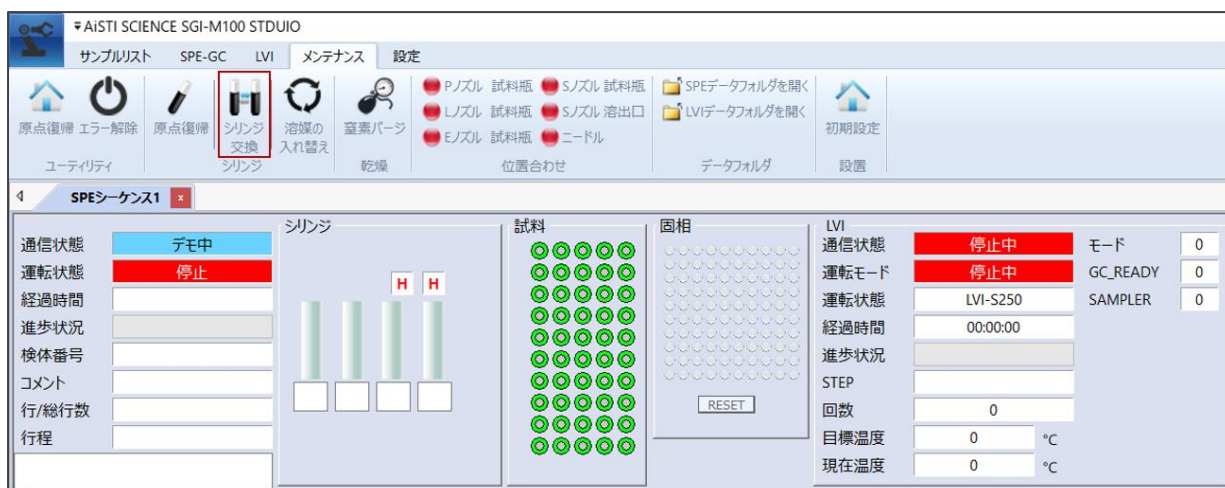 AiSTI SCIENCE SGI-M100 STDUIO
サンプルリスト SPE-GC LVI メンテナンス 設定
原点復帰
エラー解除
ユーティリティ
原点復帰
シリンジ
交換
溶媒の
入れ替え
シリンジ
窒素パージ
乾燥
Pノズル 試料瓶 Sノズル 試料瓶
Lノズル 試料瓶 Sノズル 溶出口
Eノズル 試料瓶 ニードル
位置合わせ
SPEデータフォルダを開く
LVIデータフォルダを開く
データフォルダ
初期設定
設置
SPEシーケンス1 x
通信状態 デモ中
運転状態 停止
経過時間
進歩状況
検体番号
コメント
行/総行数
行程
シリンジ
H H
試料
固相
RESET
LVI
通信状態 停止中
運転モード 停止中
運転状態 LVI-S250
経過時間 00:00:00
進歩状況
STEP
回数 0
目標温度 0 °C
現在温度 0 °C
モード 0
GC_READY 0
SAMPLER 0